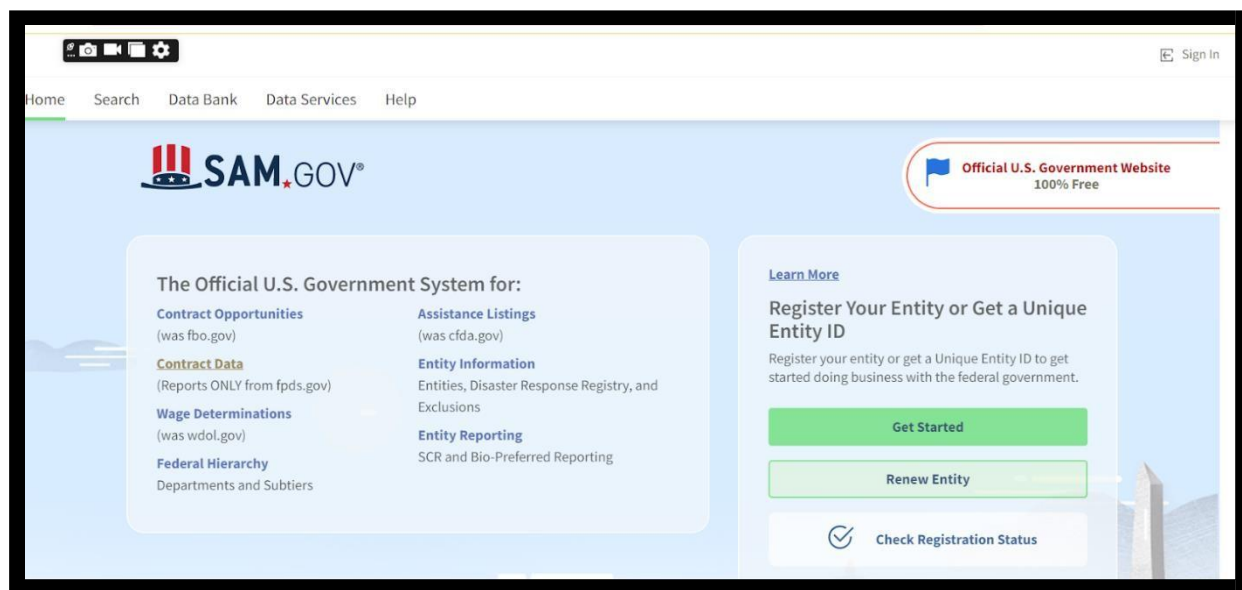 Sign In
Home Search Data Bank Data Services Help
SAM.GOV®
Official U.S. Government Website
100% Free
The Official U.S. Government System for:
Contract Opportunities
(was fbo.gov)
Contract Data
(Reports ONLY from fpds.gov)
Wage Determinations
(was wdol.gov)
Federal Hierarchy
Departments and Subtiers
Assistance Listings
(was cfda.gov)
Entity Information
Entities, Disaster Response Registry, and
Exclusions
Entity Reporting
SCR and Bio-Preferred Reporting
Learn More
Register Your Entity or Get a Unique
Entity ID
Register your entity or get a Unique Entity ID to get
started doing business with the federal government.
Get Started
Renew Entity
Check Registration Status